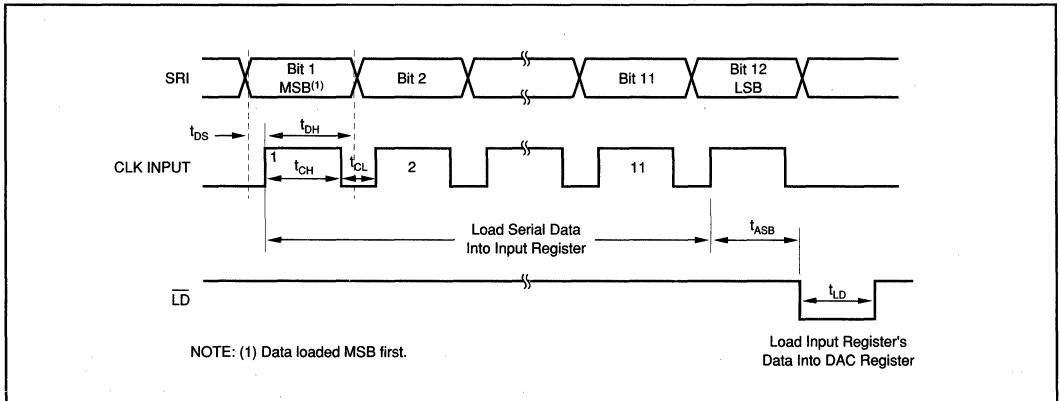 SRI
Bit 1
MSB(1)
Bit 2
Bit 11
Bit 12
LSB
tDS
tDH
CLK INPUT
1
tCH
tCL
2
11
Load Serial Data
Into Input Register
tASB
LD
tLD
NOTE: (1) Data loaded MSB first.
Load Input Register's
Data Into DAC Register